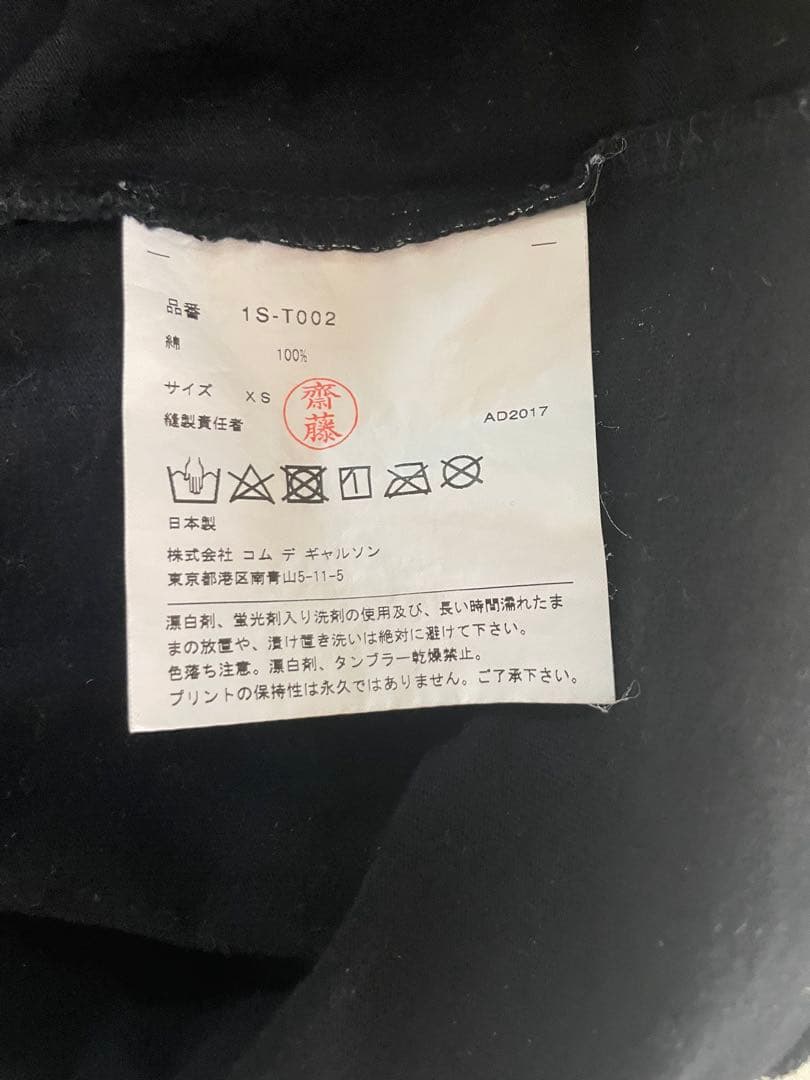 品番 1S-T002
綿 100%
サイズ XS
縫製責任者 齋藤
AD2017
日本製
株式会社 コム デ ギャルソン
東京都港区南青山5-11-5
漂白剤、蛍光剤入り洗剤の使用及び、長い時間濡れたま
まの放置や、漬け置き洗いは絶対に避けて下さい。
色落ち注意。漂白剤、タンブラー乾燥禁止。
プリントの保持性は永久ではありません。ご了承下さい。